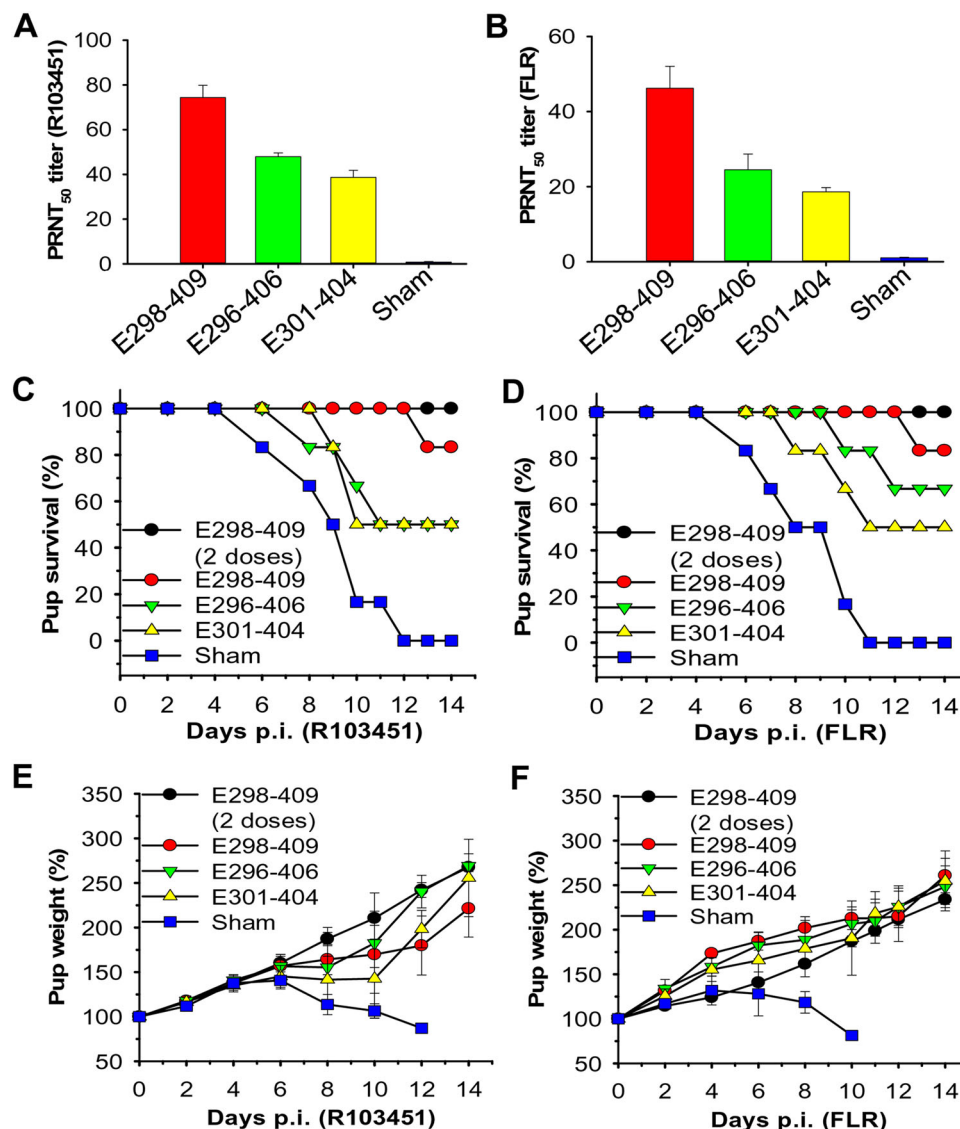 A
PRNT50 titer (R103451)
100
80
60
40
20
0
E298-409
E296-406
E301-404
Sham
B
PRNT50 titer (FLR)
60
40
20
0
E298-409
E296-406
E301-404
Sham
C
Pup survival (%)
100
80
60
40
20
0
E298-409
(2 doses)
E298-409
E296-406
E301-404
Sham
0 2 4 6 8 10 12 14
Days p.i. (R103451)
D
Pup survival (%)
100
80
60
40
20
0
E298-409
(2 doses)
E298-409
E296-406
E301-404
Sham
0 2 4 6 8 10 12 14
Days p.i. (FLR)
E
Pup weight (%)
350
300
250
200
150
100
50
E298-409
(2 doses)
E298-409
E296-406
E301-404
Sham
0 2 4 6 8 10 12 14
Days p.i. (R103451)
F
Pup weight (%)
350
300
250
200
150
100
50
E298-409
(2 doses)
E298-409
E296-406
E301-404
Sham
0 2 4 6 8 10 12 14
Days p.i. (FLR)